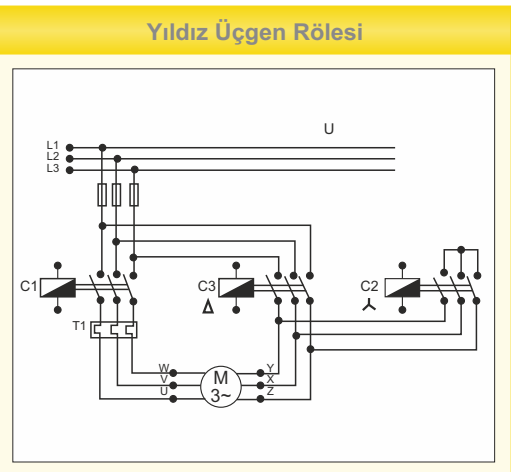 Yıldız Üçgen Rölesi
U
L1
L2
L3
C1
C3
C2
Δ
T1
W
V
U
M
3~
Y
X
Z